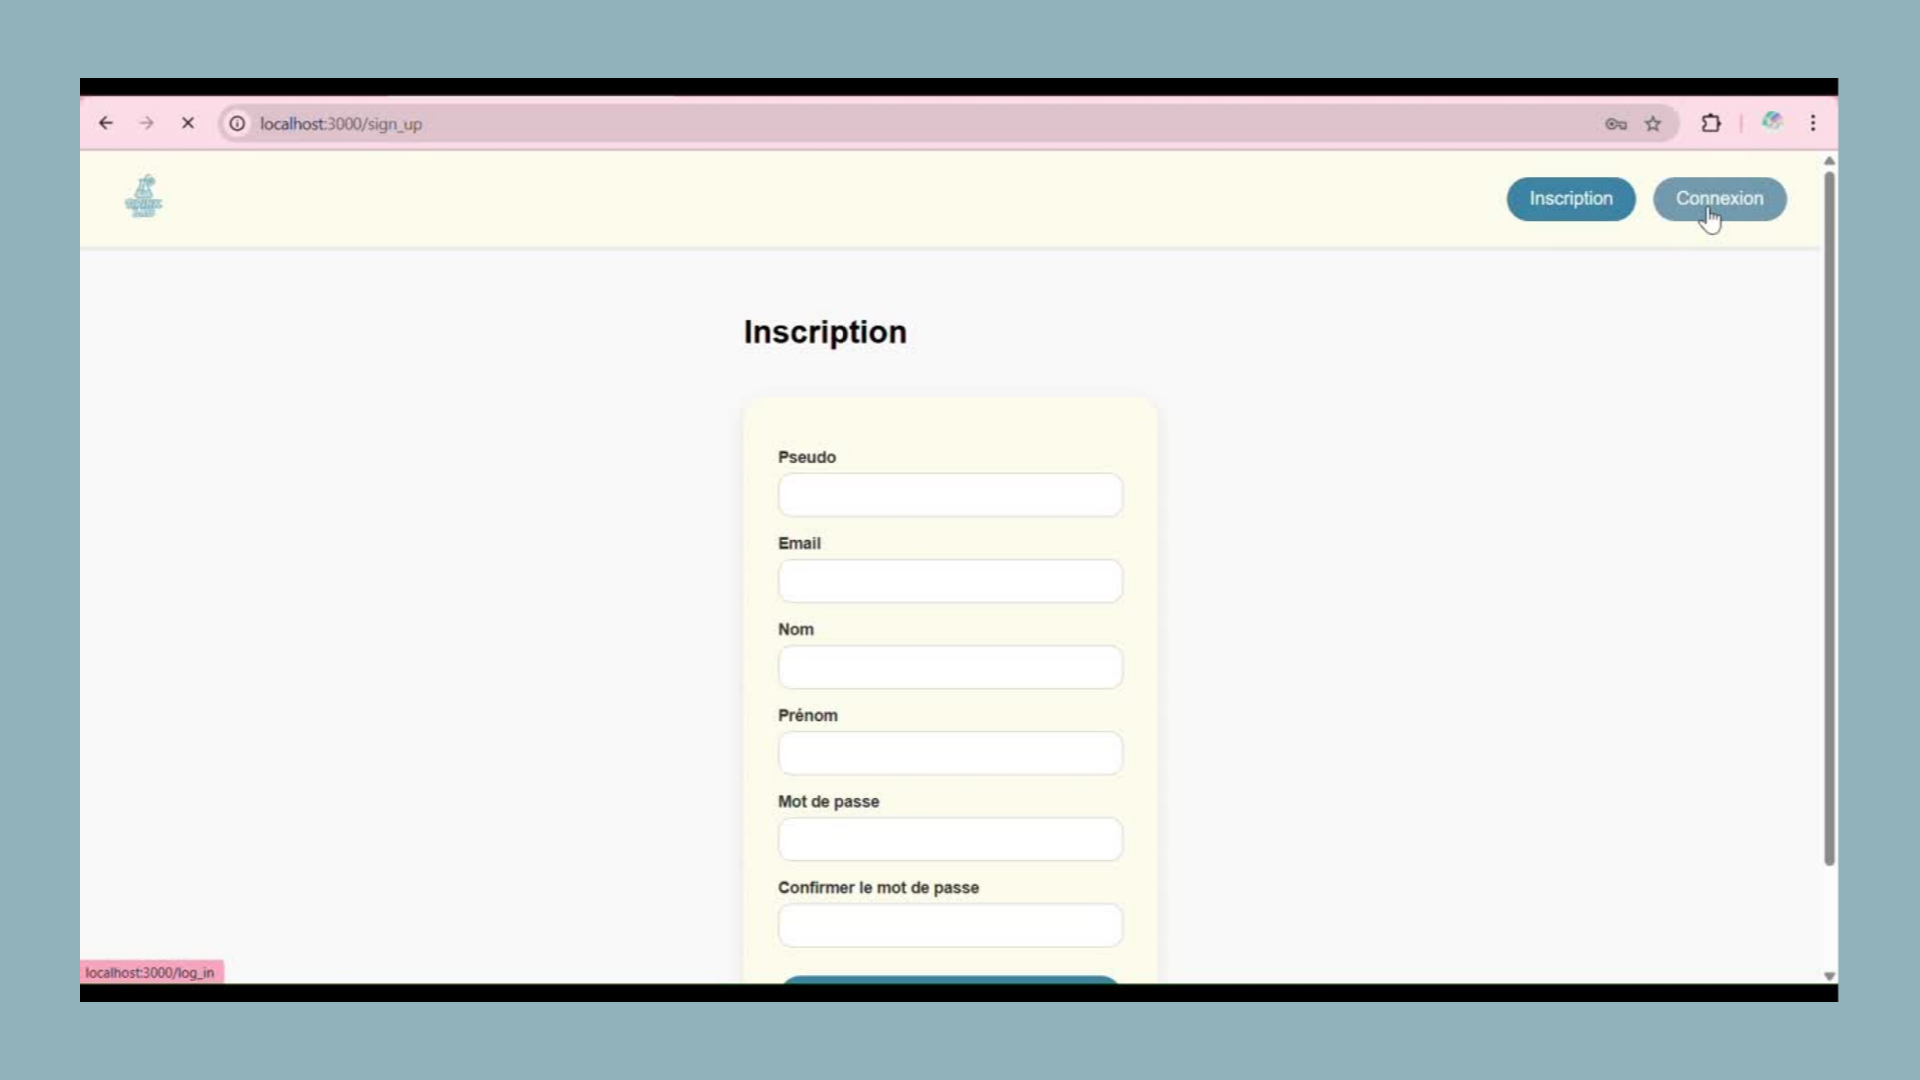 localhost:3000/sign_up
Inscription
Connexion
Inscription
Pseudo
Email
Nom
Prénom
Mot de passe
Confirmer le mot de passe
localhost:3000/log_in